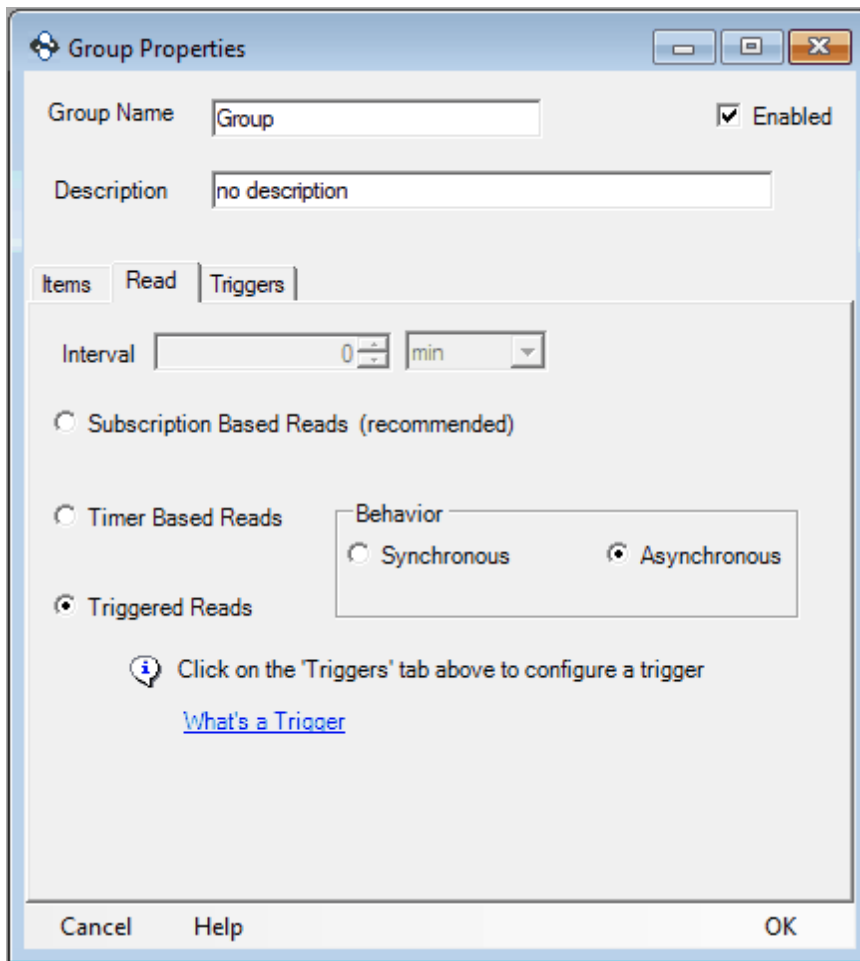 Group Properties
Group Name Group Enabled
Description no description
Items Read Triggers
Interval 0 min
Subscription Based Reads (recommended)
Timer Based Reads
Behavior
Synchronous Asynchronous
Triggered Reads
Click on the 'Triggers' tab above to configure a trigger
What's a Trigger
Cancel Help OK